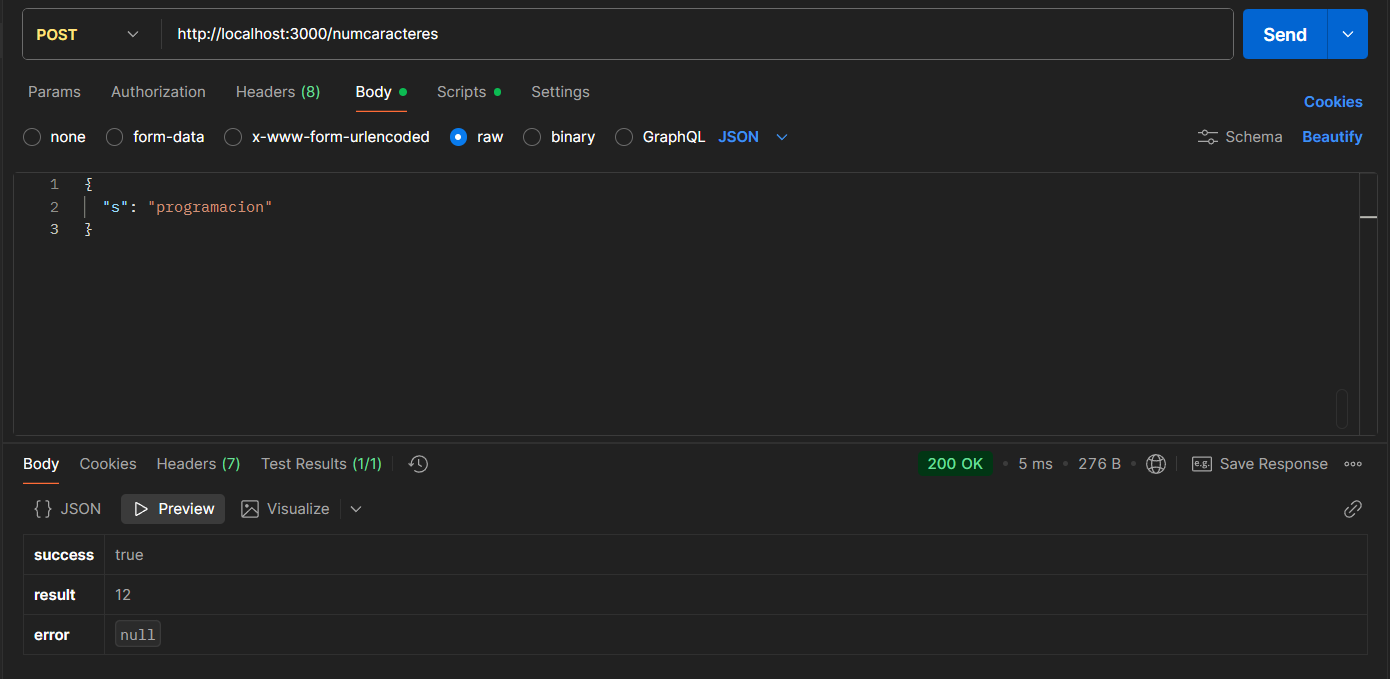 POST http://localhost:3000/numcaracteres Send
Params Authorization Headers (8) Body Scripts Settings Cookies
none form-data x-www-form-urlencoded raw binary GraphQL JSON Schema Beautify
1 {
2 "s": "programacion"
3 }
Body Cookies Headers (7) Test Results (1/1) 200 OK • 5 ms • 276 B • e.g. Save Response
{} JSON Preview Visualize
success true
result 12
error null